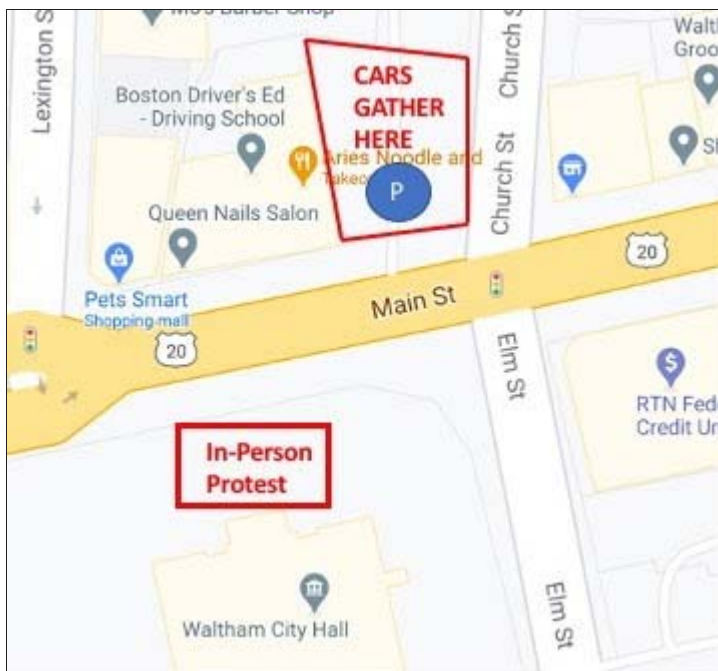 Mo's Barber Shop
Lexington S
Church S
Walt
Groo
CARS
GATHER
HERE
Boston Driver's Ed
- Driving School
Aries Noodle and
Takeo
P
Church St
Queen Nails Salon
20
Pets Smart
Shopping mall
Main St
20
Elm St
$
RTN Fede
Credit Un
In-Person
Protest
Waltham City Hall
Elm St